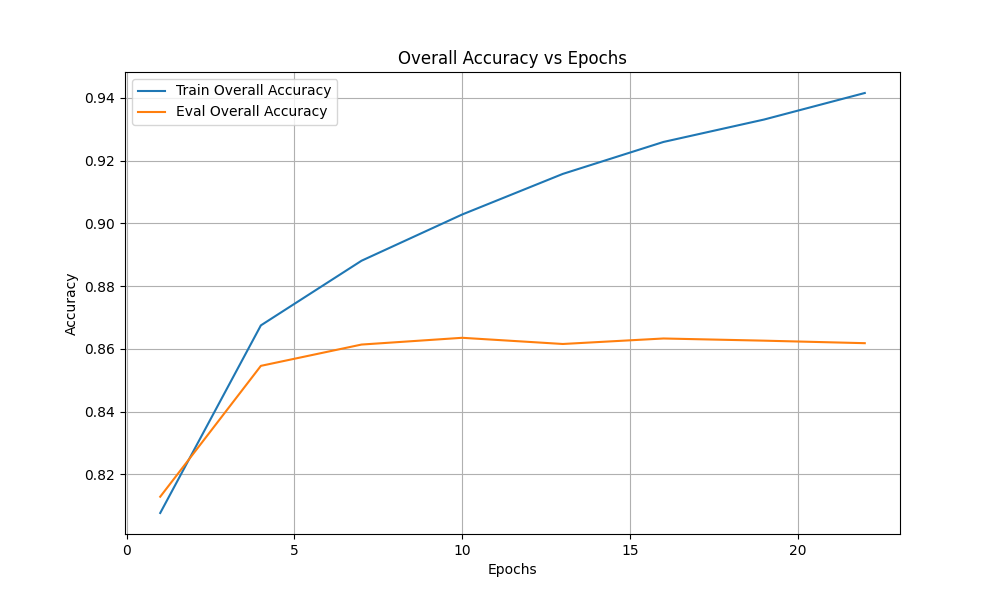 Overall Accuracy vs Epochs
Train Overall Accuracy
Eval Overall Accuracy
0.94
0.92
0.90
0.88
0.86
0.84
0.82
Accuracy
0 5 10 15 20
Epochs